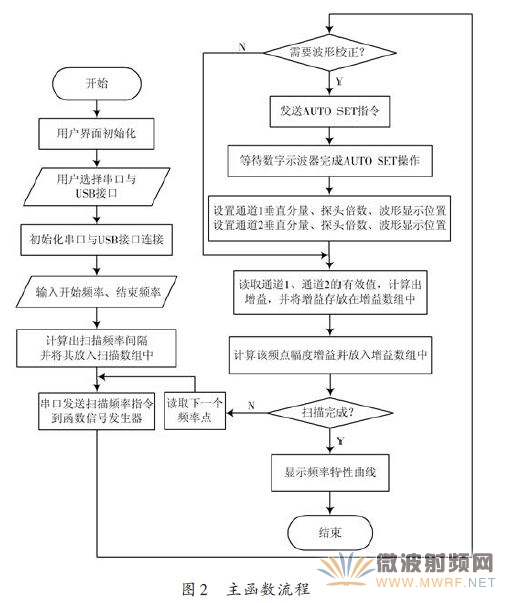 开始
用户界面初始化
用户选择串口与
USB接口
初始化串口与USB接口连接
输入开始频率、结束频率
计算出扫描频率间隔
并将其放入扫描数组中
串口发送扫描频率指令
到函数信号发生器
读取下一个
频率点
N
需要波形校正?
Y
发送AUTO SET指令
等待数字示波器完成AUTO SET操作
设置通道1垂直分量、探头倍数、波形显示位置
设置通道2垂直分量、探头倍数、波形显示位置
读取通道1、通道2的有效值，计算出
增益，并将增益存放在增益数组中
计算该频点幅度增益并放入增益数组中
N
扫描完成?
Y
显示频率特性曲线
结束
微波射频网
WWW.MWRF.NET
图2 主函数流程